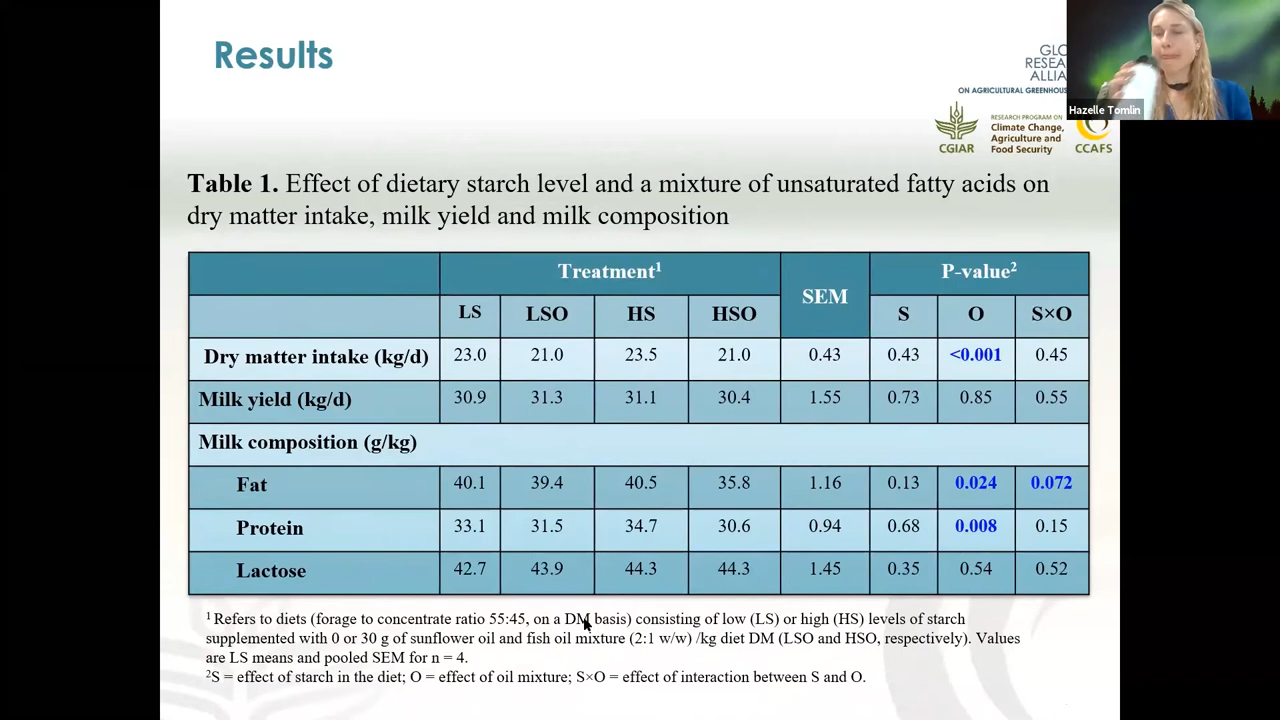 Results
GLO
RESEA
ALLIA
ON AGRICULTURAL GREENHOUS
Hazelle Tomlin
CGIAR
RESEARCH PROGRAM ON
Climate Change,
Agriculture and
Food Security
CCAFS
Table 1. Effect of dietary starch level and a mixture of unsaturated fatty acids on
dry matter intake, milk yield and milk composition
Treatment¹ SEM P-value²
LS LSO HS HSO S O S×O
Dry matter intake (kg/d) 23.0 21.0 23.5 21.0 0.43 0.43 <0.001 0.45
Milk yield (kg/d) 30.9 31.3 31.1 30.4 1.55 0.73 0.85 0.55
Milk composition (g/kg)
Fat 40.1 39.4 40.5 35.8 1.16 0.13 0.024 0.072
Protein 33.1 31.5 34.7 30.6 0.94 0.68 0.008 0.15
Lactose 42.7 43.9 44.3 44.3 1.45 0.35 0.54 0.52
¹ Refers to diets (forage to concentrate ratio 55:45, on a DM basis) consisting of low (LS) or high (HS) levels of starch
supplemented with 0 or 30 g of sunflower oil and fish oil mixture (2:1 w/w) /kg diet DM (LSO and HSO, respectively). Values
are LS means and pooled SEM for n = 4.
²S = effect of starch in the diet; O = effect of oil mixture; S×O = effect of interaction between S and O.